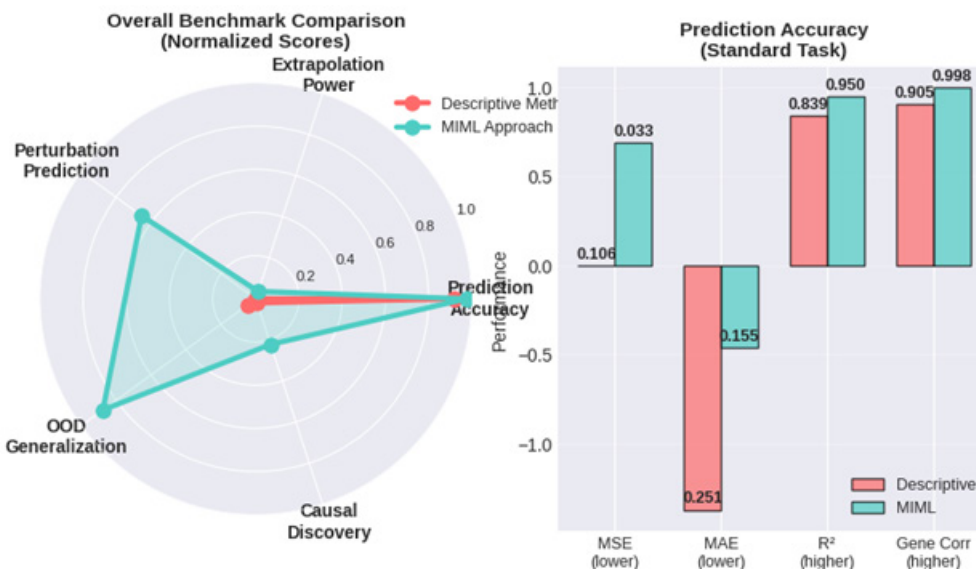 Overall Benchmark Comparison
(Normalized Scores)
Extrapolation
Power
Descriptive Meth
MIML Approach
Perturbation
Prediction
1.0
0.8
0.6
0.4
0.2
Prediction
Accuracy
OOD
Generalization
Causal
Discovery
Prediction Accuracy
(Standard Task)
Performance
1.0
0.5
0.0
−0.5
−1.0
0.106
0.033
0.251
0.155
0.839
0.950
0.905
0.998
Descriptive
MIML
MSE
(lower)
MAE
(lower)
R²
(higher)
Gene Corr
(higher)